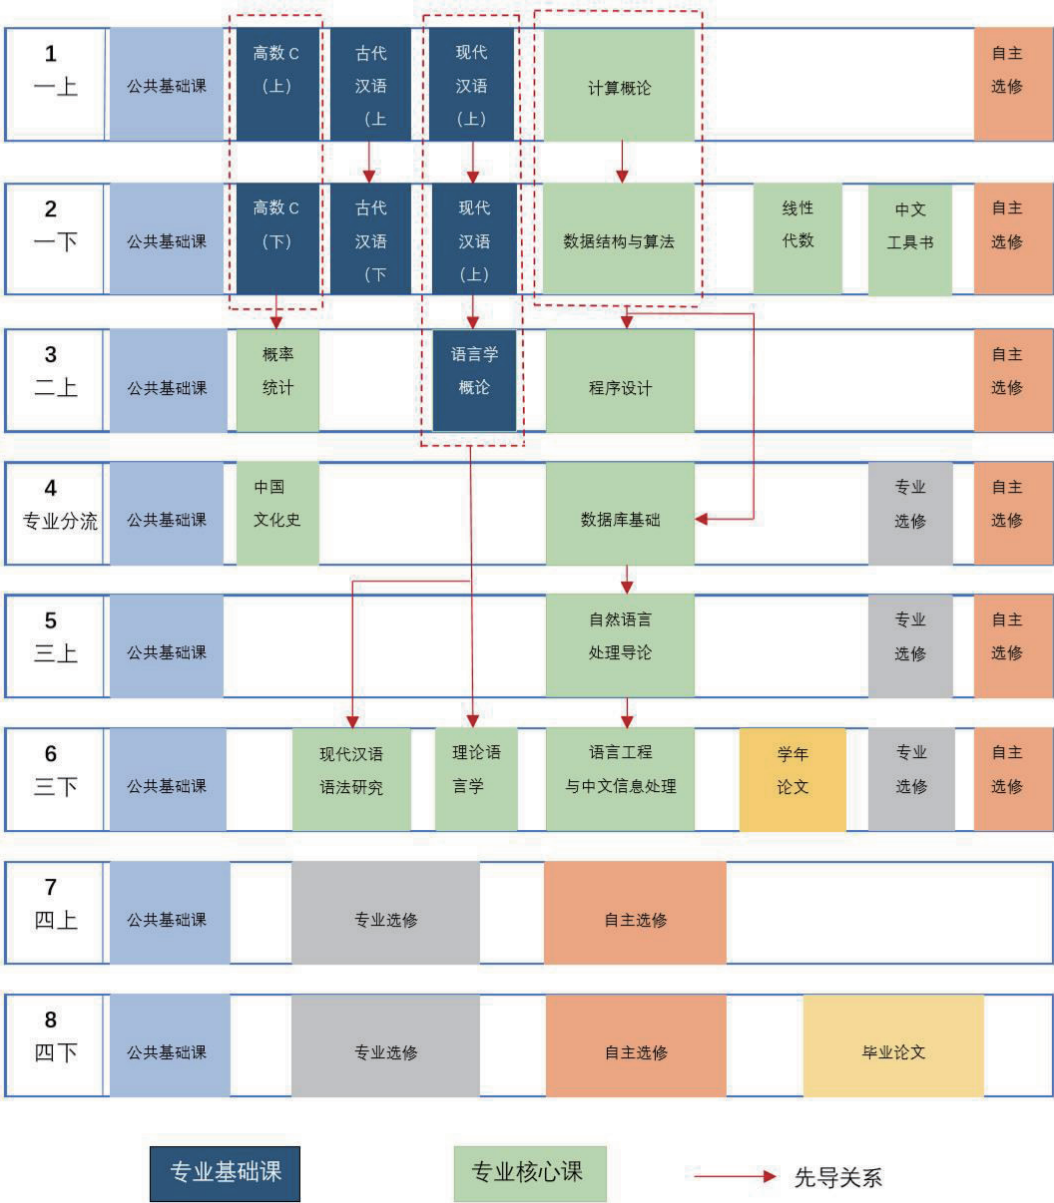 1
一上
公共基础课
高数 C
（上）
古代
汉语
（上
现代
汉语
（上）
计算概论
自主
选修
2
一下
公共基础课
高数 C
（下）
古代
汉语
（下
现代
汉语
（上）
数据结构与算法
线性
代数
中文
工具书
自主
选修
3
二上
公共基础课
概率
统计
语言学
概论
程序设计
自主
选修
4
专业分流
公共基础课
中国
文化史
数据库基础
专业
选修
自主
选修
5
三上
公共基础课
自然语言
处理导论
专业
选修
自主
选修
6
三下
公共基础课
现代汉语
语法研究
理论语
言学
语言工程
与中文信息处理
学年
论文
专业
选修
自主
选修
7
四上
公共基础课
专业选修
自主选修
8
四下
公共基础课
专业选修
自主选修
毕业论文
专业基础课
专业核心课
先导关系